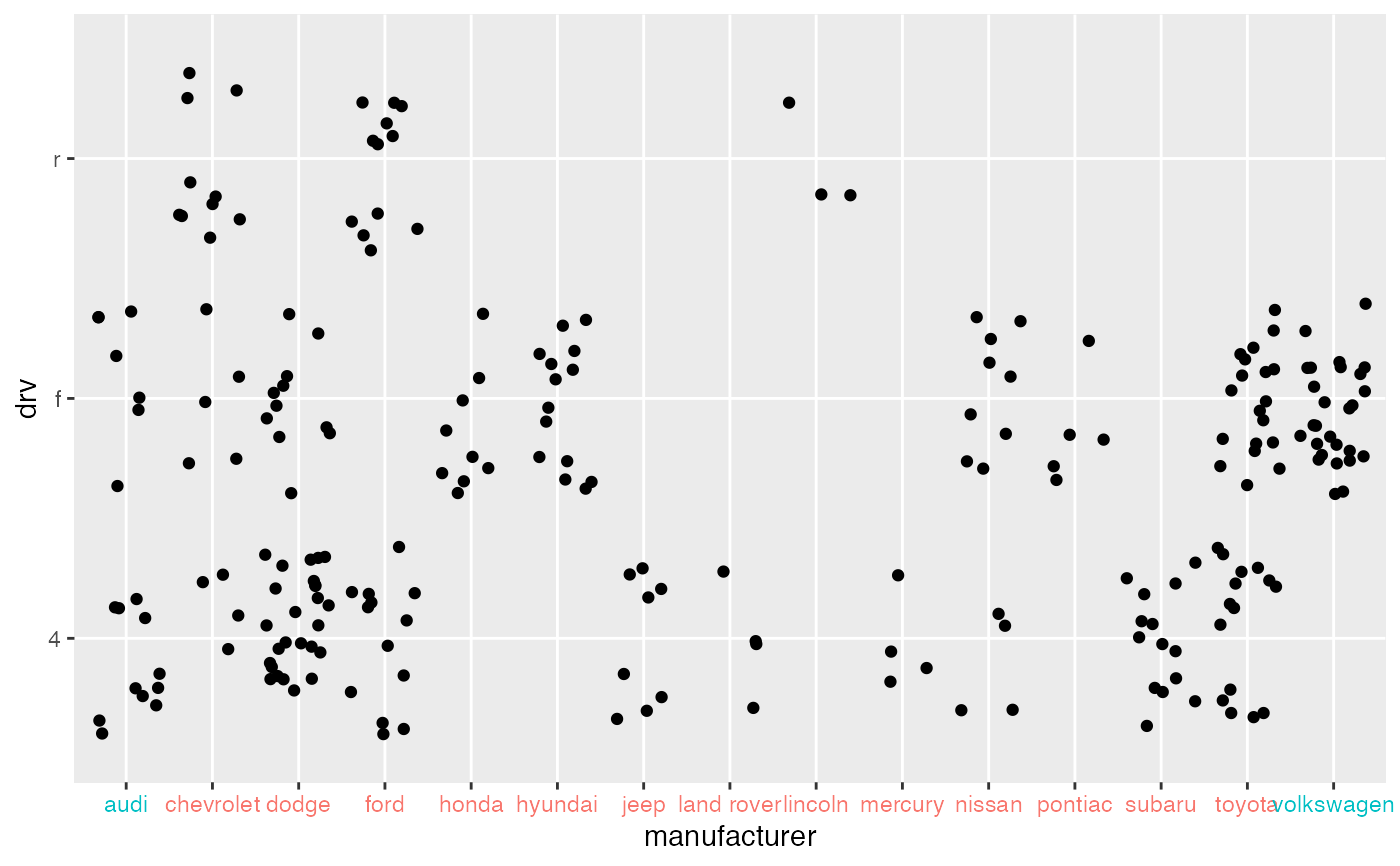 drv
r
f
4
audi chevrolet dodge ford honda hyundai jeep land rover lincoln mercury nissan pontiac subaru toyota volkswagen
manufacturer